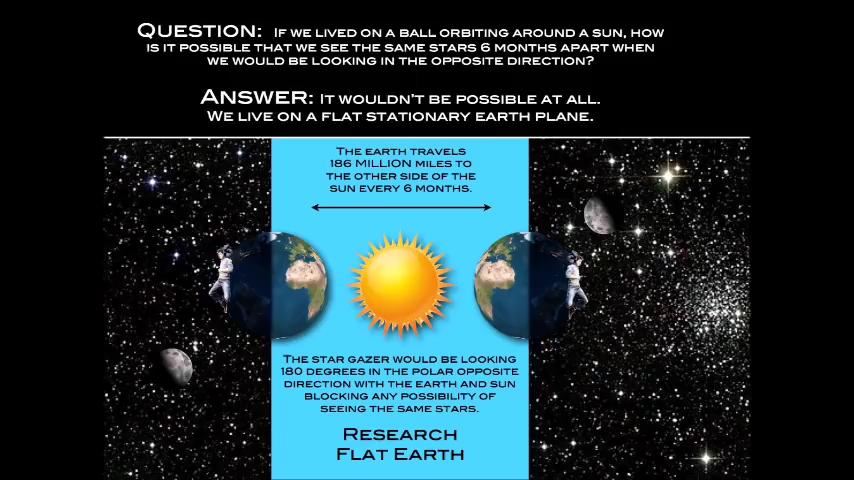 QUESTION: IF WE LIVED ON A BALL ORBITING AROUND A SUN, HOW
IS IT POSSIBLE THAT WE SEE THE SAME STARS 6 MONTHS APART WHEN
WE WOULD BE LOOKING IN THE OPPOSITE DIRECTION?
ANSWER: IT WOULDN'T BE POSSIBLE AT ALL.
WE LIVE ON A FLAT STATIONARY EARTH PLANE.
THE EARTH TRAVELS
186 MILLION MILES TO
THE OTHER SIDE OF THE
SUN EVERY 6 MONTHS.
THE STAR GAZER WOULD BE LOOKING
180 DEGREES IN THE POLAR OPPOSITE
DIRECTION WITH THE EARTH AND SUN
BLOCKING ANY POSSIBILITY OF
SEEING THE SAME STARS.
RESEARCH
FLAT EARTH